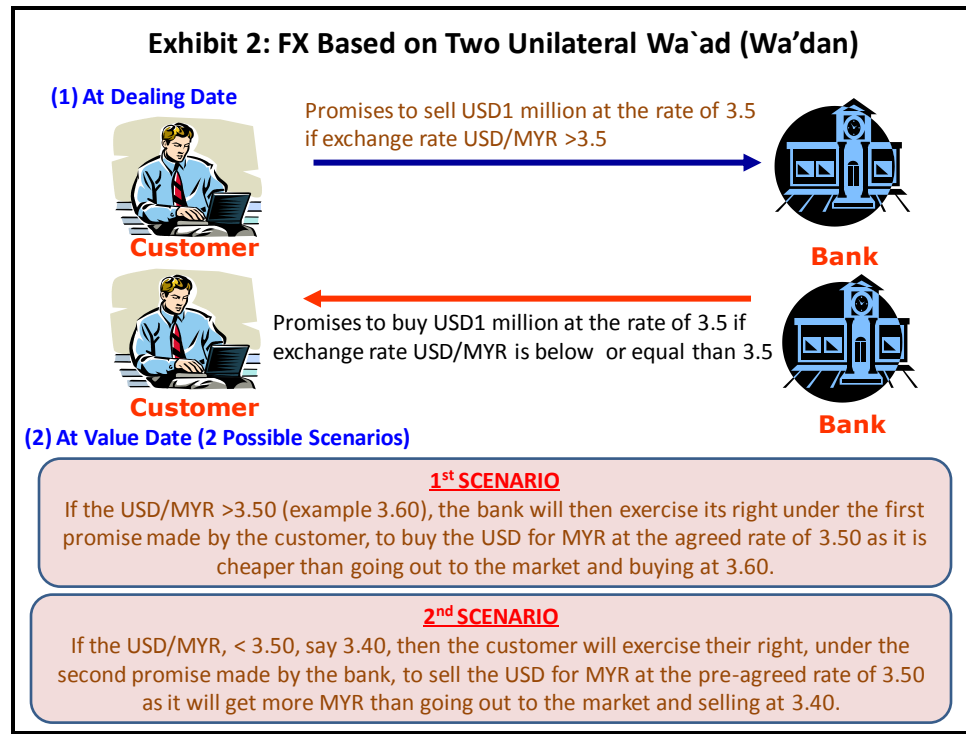 Exhibit 2: FX Based on Two Unilateral Wa`ad (Wa’dan)
(1) At Dealing Date
Promises to sell USD1 million at the rate of 3.5
if exchange rate USD/MYR >3.5
Customer
Bank
Promises to buy USD1 million at the rate of 3.5 if
exchange rate USD/MYR is below or equal than 3.5
Customer
Bank
(2) At Value Date (2 Possible Scenarios)
1st SCENARIO
If the USD/MYR >3.50 (example 3.60), the bank will then exercise its right under the first
promise made by the customer, to buy the USD for MYR at the agreed rate of 3.50 as it is
cheaper than going out to the market and buying at 3.60.
2nd SCENARIO
If the USD/MYR, < 3.50, say 3.40, then the customer will exercise their right, under the
second promise made by the bank, to sell the USD for MYR at the pre-agreed rate of 3.50
as it will get more MYR than going out to the market and selling at 3.40.